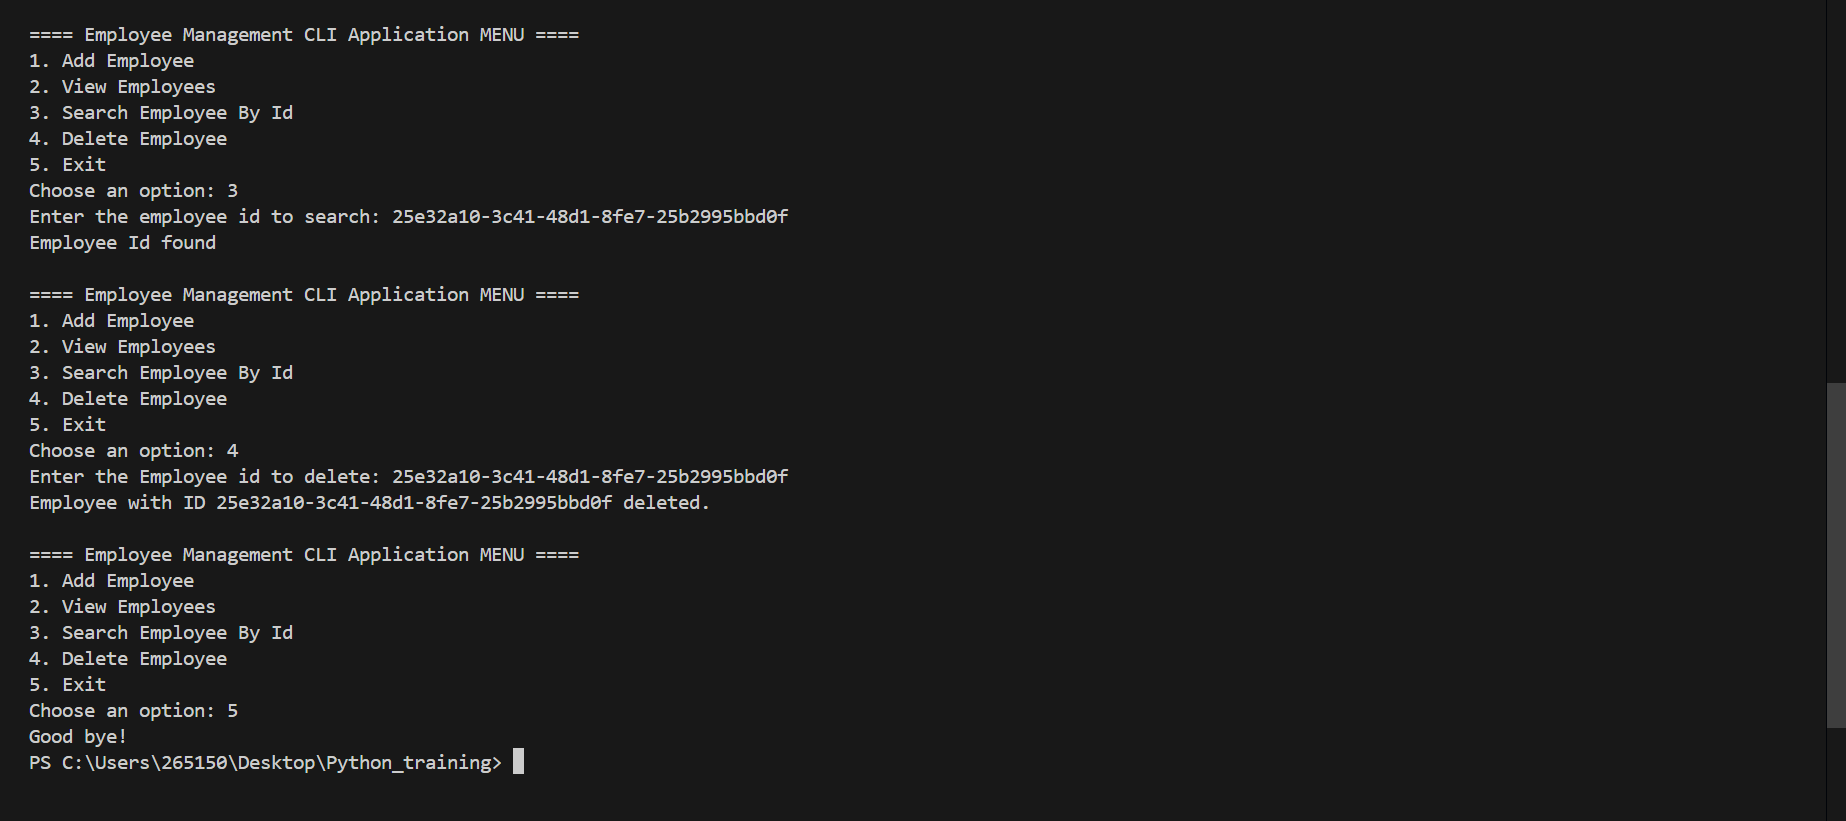 ==== Employee Management CLI Application MENU ====
1. Add Employee
2. View Employees
3. Search Employee By Id
4. Delete Employee
5. Exit
Choose an option: 3
Enter the employee id to search: 25e32a10-3c41-48d1-8fe7-25b2995bbd0f
Employee Id found

==== Employee Management CLI Application MENU ====
1. Add Employee
2. View Employees
3. Search Employee By Id
4. Delete Employee
5. Exit
Choose an option: 4
Enter the Employee id to delete: 25e32a10-3c41-48d1-8fe7-25b2995bbd0f
Employee with ID 25e32a10-3c41-48d1-8fe7-25b2995bbd0f deleted.

==== Employee Management CLI Application MENU ====
1. Add Employee
2. View Employees
3. Search Employee By Id
4. Delete Employee
5. Exit
Choose an option: 5
Good bye!
PS C:\Users\265150\Desktop\Python_training>